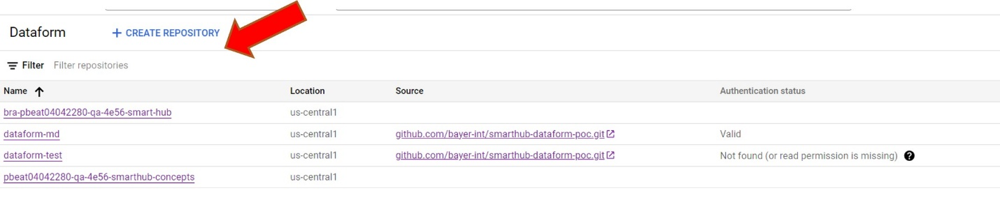 Dataform + CREATE REPOSITORY
Filter Filter repositories
Name Location Source Authentication status
bra-pbeat04042280-qa-4e56-smart-hub us-central1
dataform-md us-central1 github.com/bayer-int/smarthub-dataform-poc.git Valid
dataform-test us-central1 github.com/bayer-int/smarthub-dataform-poc.git Not found (or read permission is missing) ?
pbeat04042280-qa-4e56-smarthub-concepts us-central1